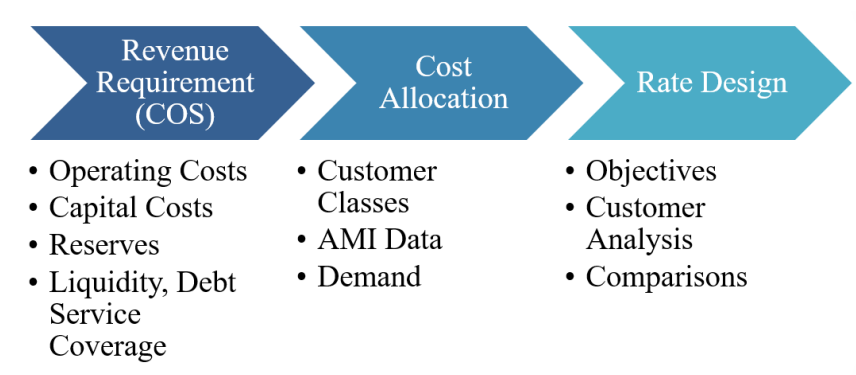 Revenue
Requirement
(COS)
• Operating Costs
• Capital Costs
• Reserves
• Liquidity, Debt
Service
Coverage
Cost
Allocation
• Customer
Classes
• AMI Data
• Demand
Rate Design
• Objectives
• Customer
Analysis
• Comparisons